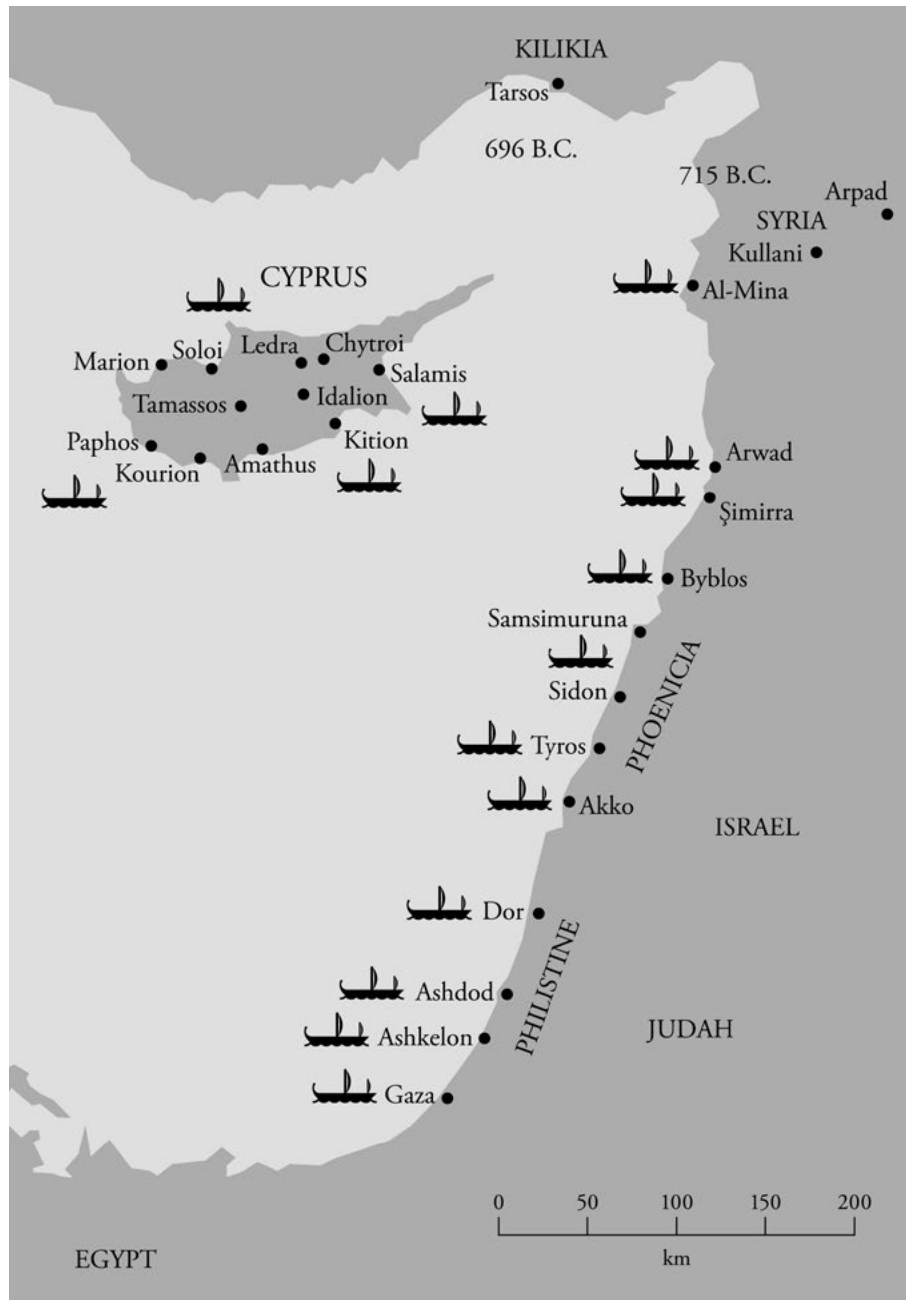 KILIKIA
Tarsos
696 B.C.
715 B.C.
Arpad
SYRIA
Kullani
Al-Mina
CYPRUS
Marion
Soloi
Ledra
Chytroi
Salamis
Idalion
Tamassos
Kition
Paphos
Kourion
Amathus
Arwad
Şimirra
Byblos
Samsimuruna
Sidon
PHOENICIA
Tyros
Akko
ISRAEL
Dor
PHILISTINE
Ashdod
Ashkelon
JUDAH
Gaza
0 50 100 150 200
km
EGYPT